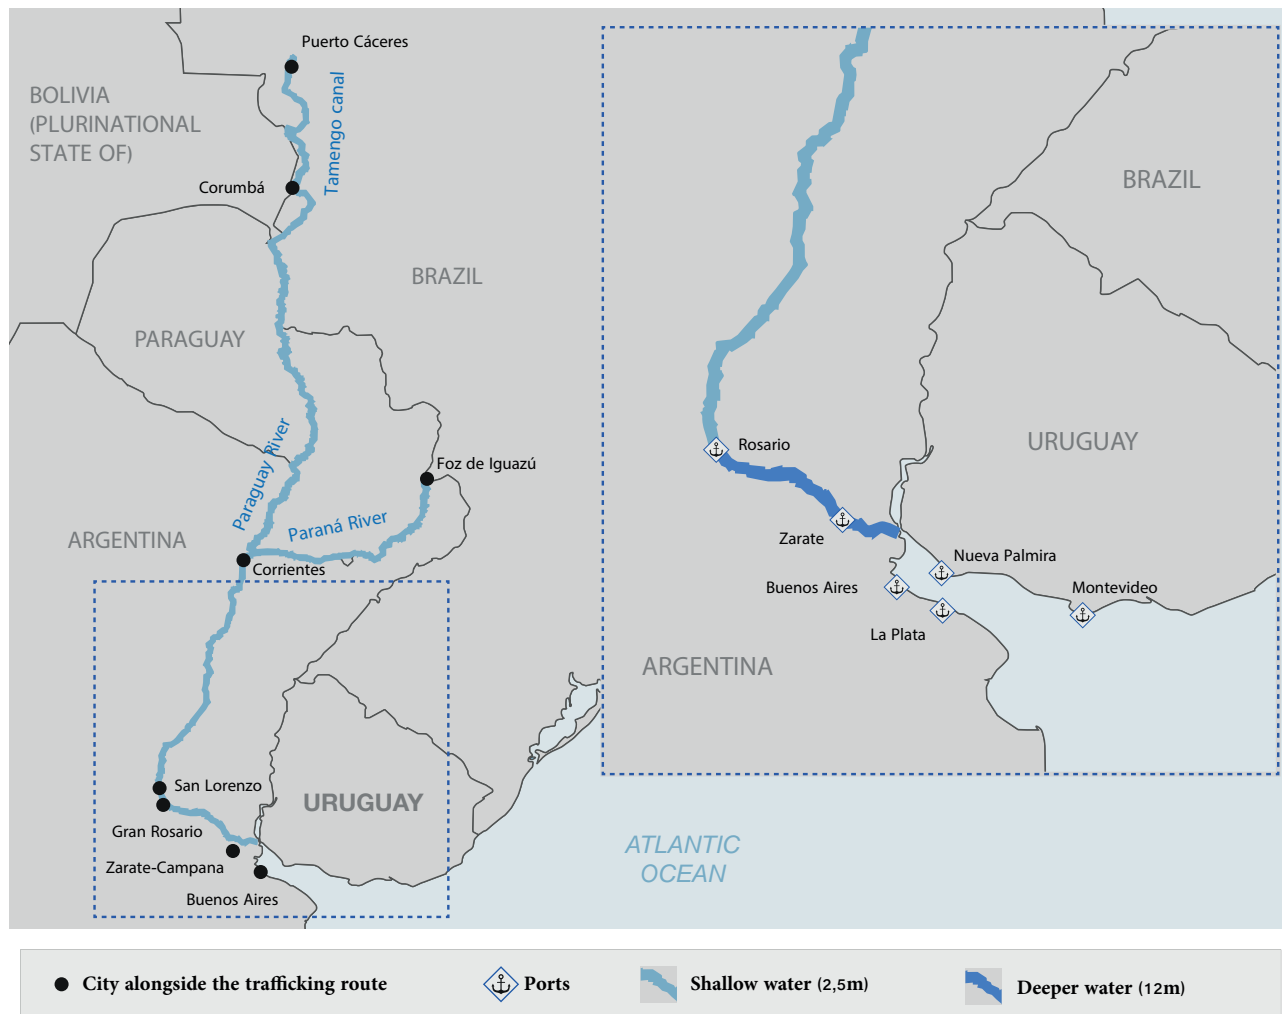 Puerto Cáceres
BOLIVIA
(PLURINATIONAL
STATE OF)
Tamengo canal
Corumbá
BRAZIL
PARAGUAY
Paraguay River
Foz de Iguazú
Paraná River
ARGENTINA
Corrientes
San Lorenzo
Gran Rosario
URUGUAY
Zarate-Campana
Buenos Aires
ATLANTIC
OCEAN
BRAZIL
URUGUAY
Rosario
Zarate
Nueva Palmira
Buenos Aires
Montevideo
La Plata
ARGENTINA
City alongside the trafficking route
Ports
Shallow water (2,5m)
Deeper water (12m)